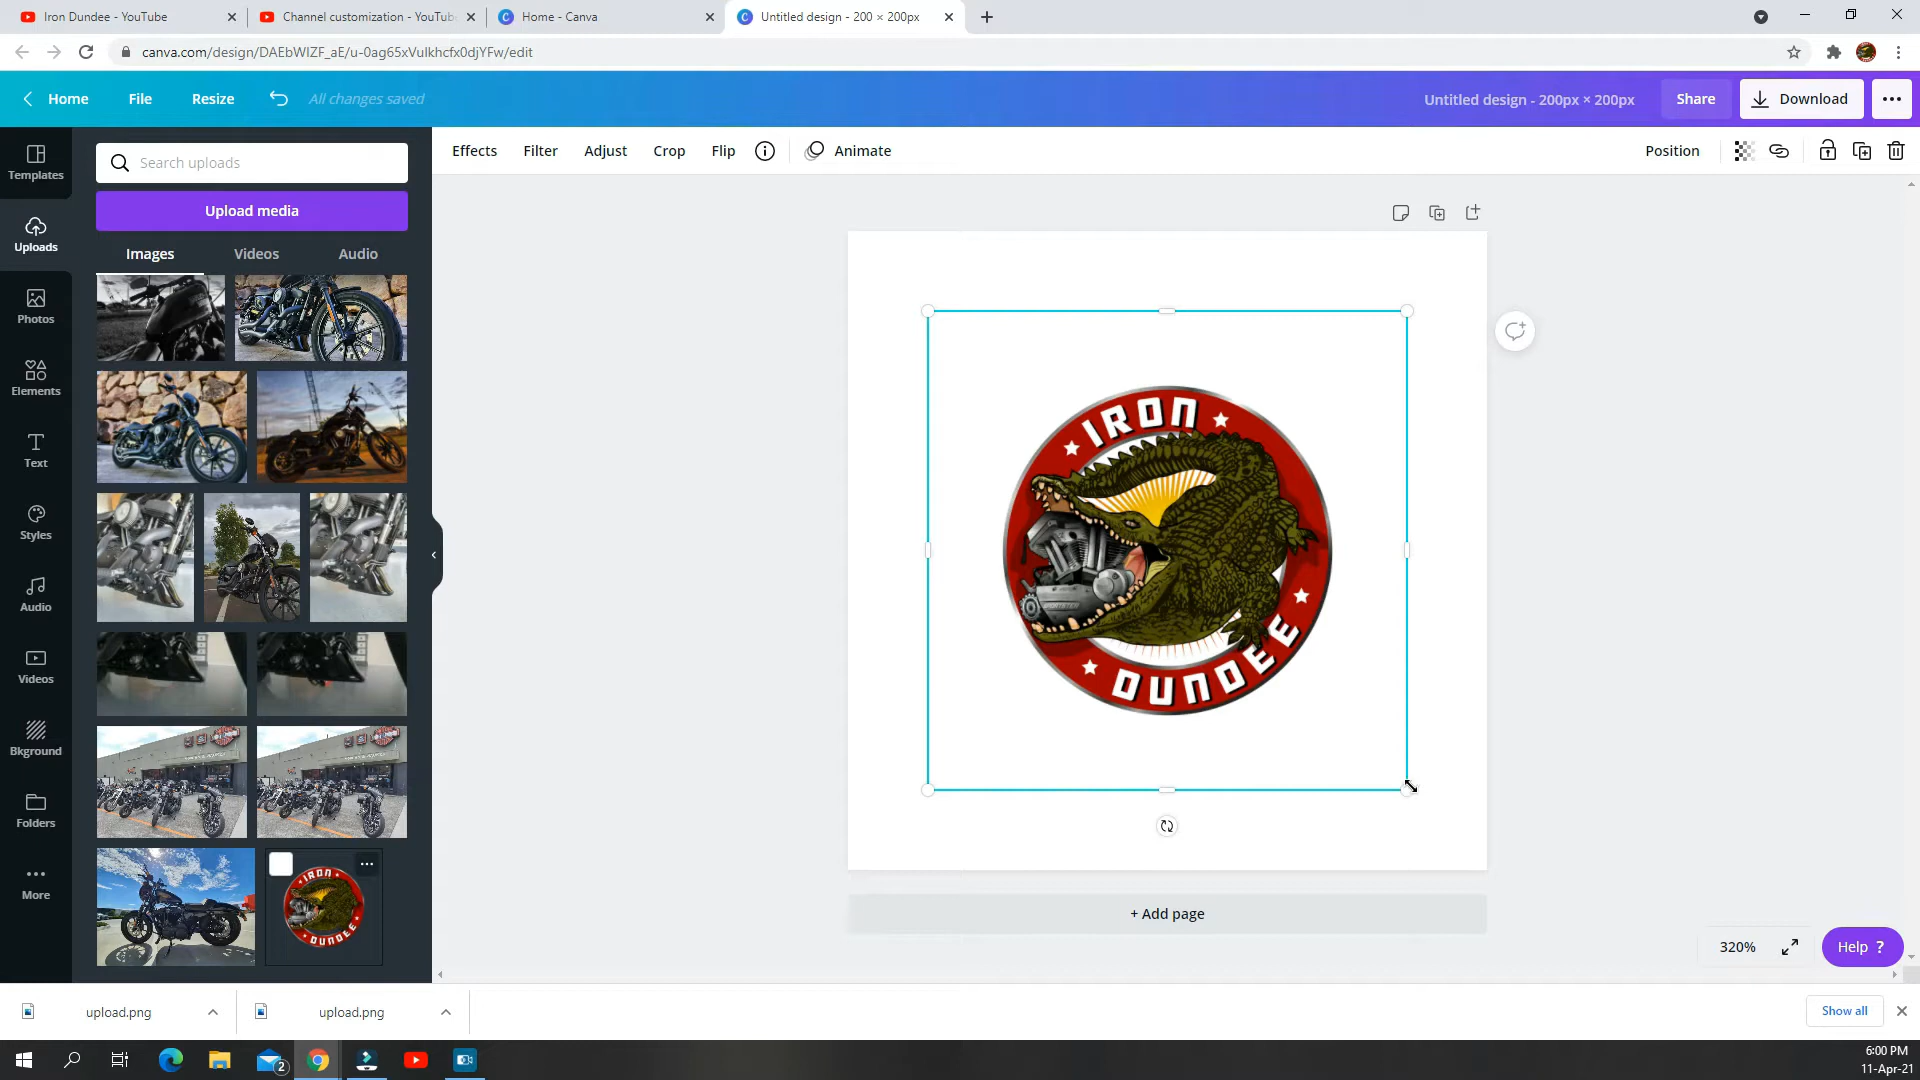 Iron Dundee - YouTube
Channel customization - YouTube
Home - Canva
Untitled design - 200 × 200px
canva.com/design/DAEbWIZF_aE/u-0ag65xVulkhcfx0djYFw/edit
Home
File
Resize
All changes saved
Untitled design - 200px × 200px
Share
Download
Templates
Uploads
Photos
Elements
Text
Styles
Audio
Videos
Bkground
Folders
More
Search uploads
Upload media
Images
Videos
Audio
Effects
Filter
Adjust
Crop
Flip
Animate
Position
IRON
DUNDEE
IRON
DUNDEE
+ Add page
320%
Help ?
upload.png
upload.png
Show all
2
6:00 PM
11-Apr-21